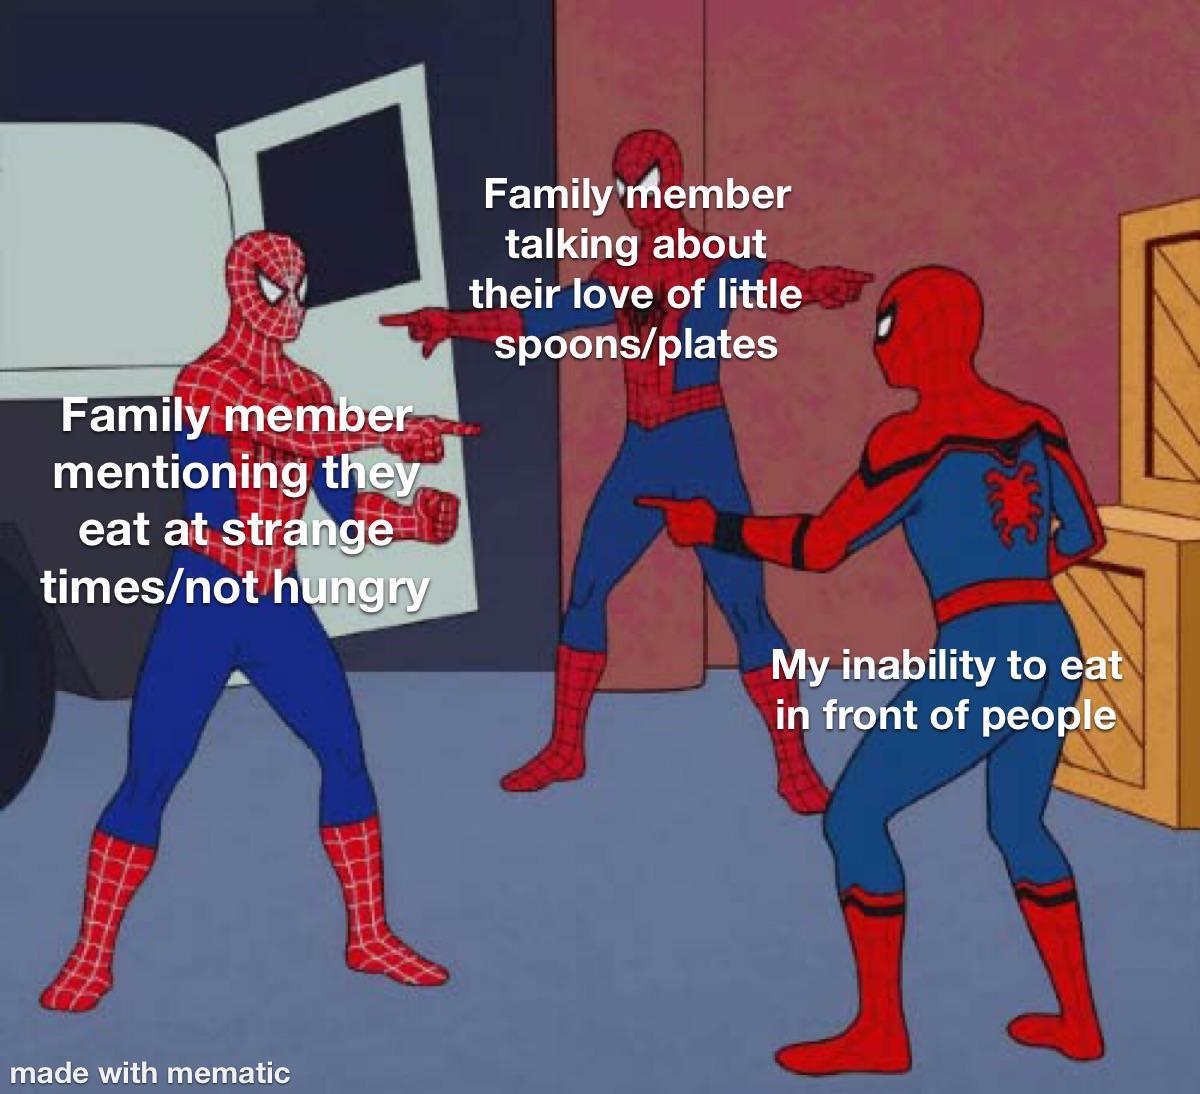 Family member
talking about
their love of little
spoons/plates
Family member
mentioning they
eat at strange
times/not hungry
My inability to eat
in front of people
made with mematic